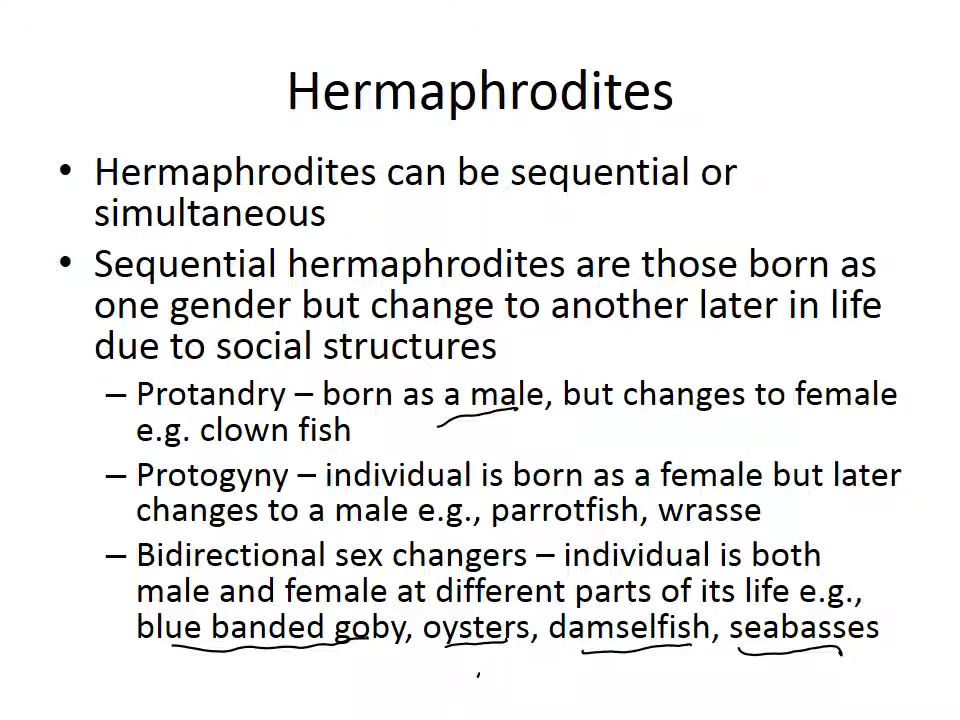 Hermaphrodites
• Hermaphrodites can be sequential or
simultaneous
• Sequential hermaphrodites are those born as
one gender but change to another later in life
due to social structures
– Protandry – born as a male, but changes to female
e.g. clown fish
– Protogyny – individual is born as a female but later
changes to a male e.g., parrotfish, wrasse
– Bidirectional sex changers – individual is both
male and female at different parts of its life e.g.,
blue banded goby, oysters, damselfish, seabasses